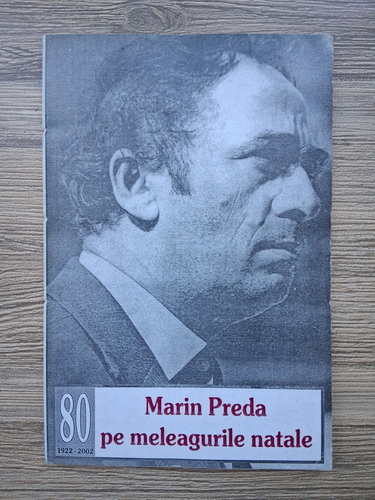 80
1922 - 2002
Marin Preda
pe meleagurile natale